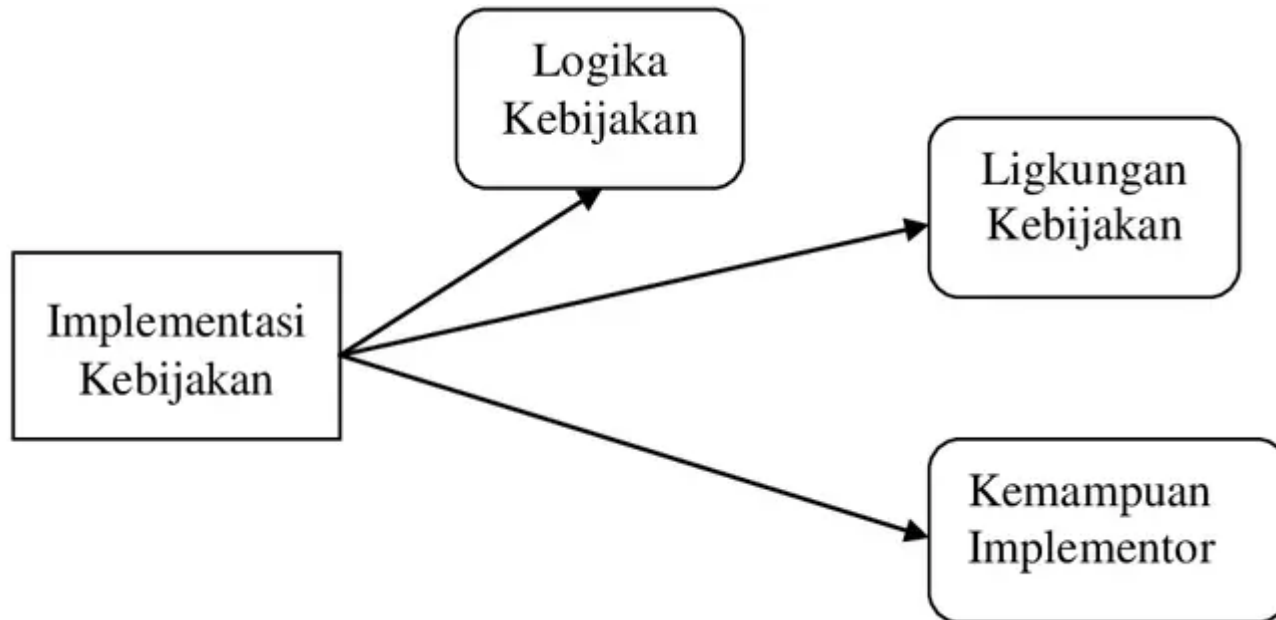 Logika
Kebijakan
Ligkungan
Kebijakan
Implementasi
Kebijakan
Kemampuan
Implementor